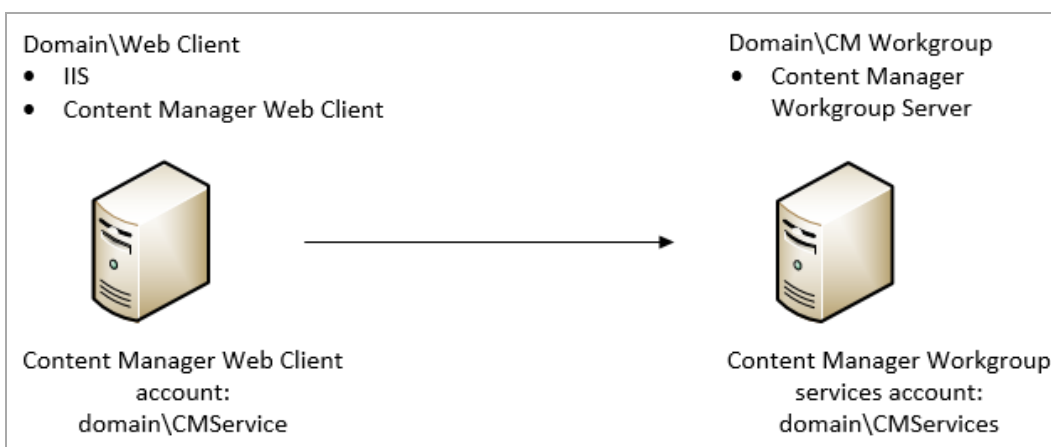 Domain\Web Client
• IIS
• Content Manager Web Client
Content Manager Web Client
account:
domain\CMService
Domain\CM Workgroup
• Content Manager
Workgroup Server
Content Manager Workgroup
services account:
domain\CMServices